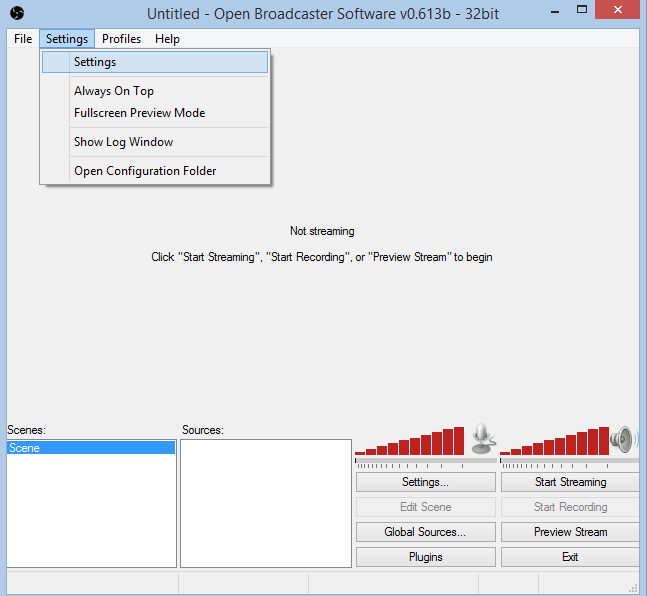 Untitled - Open Broadcaster Software v0.613b - 32bit
File Settings Profiles Help
Settings
Always On Top
Fullscreen Preview Mode
Show Log Window
Open Configuration Folder
Not streaming
Click "Start Streaming", "Start Recording", or "Preview Stream" to begin
Scenes: Sources:
Scene
Settings... Start Streaming
Edit Scene Start Recording
Global Sources... Preview Stream
Plugins Exit